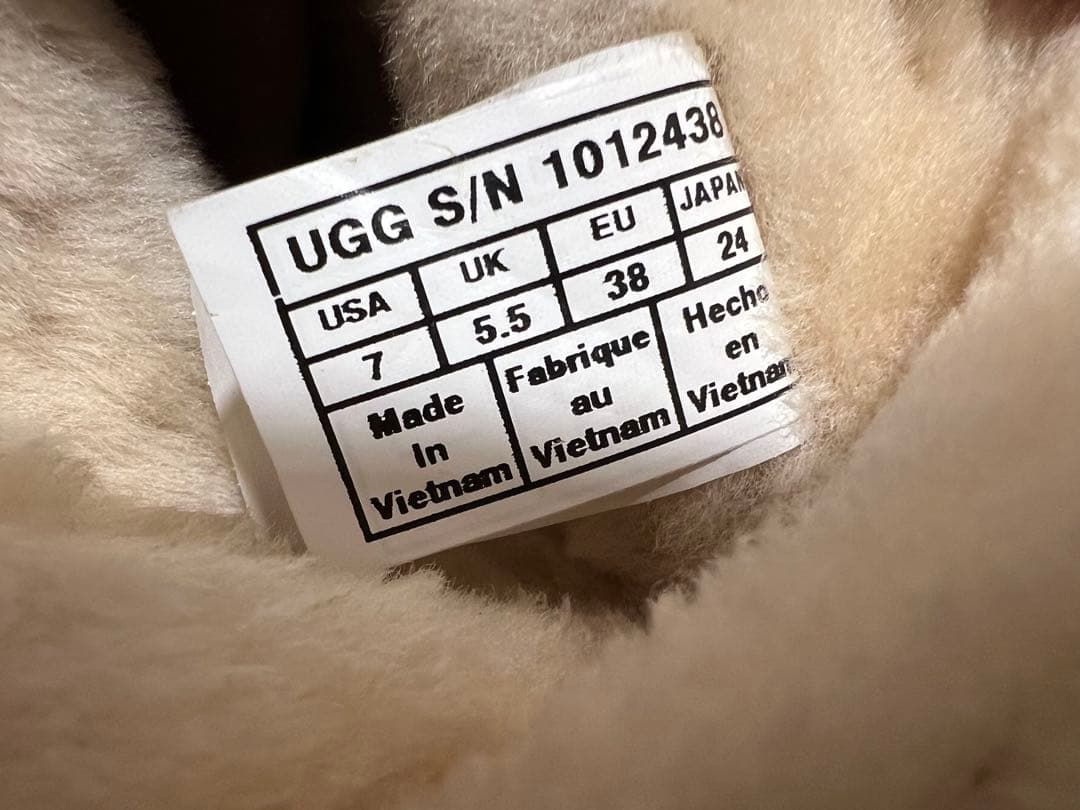 UGG S/N 1012438
USA UK EU JAPAN
7 5.5 38 24
Made
In
Vietnam
Fabrique
au
Vietnam
Hecho
en
Vietnam